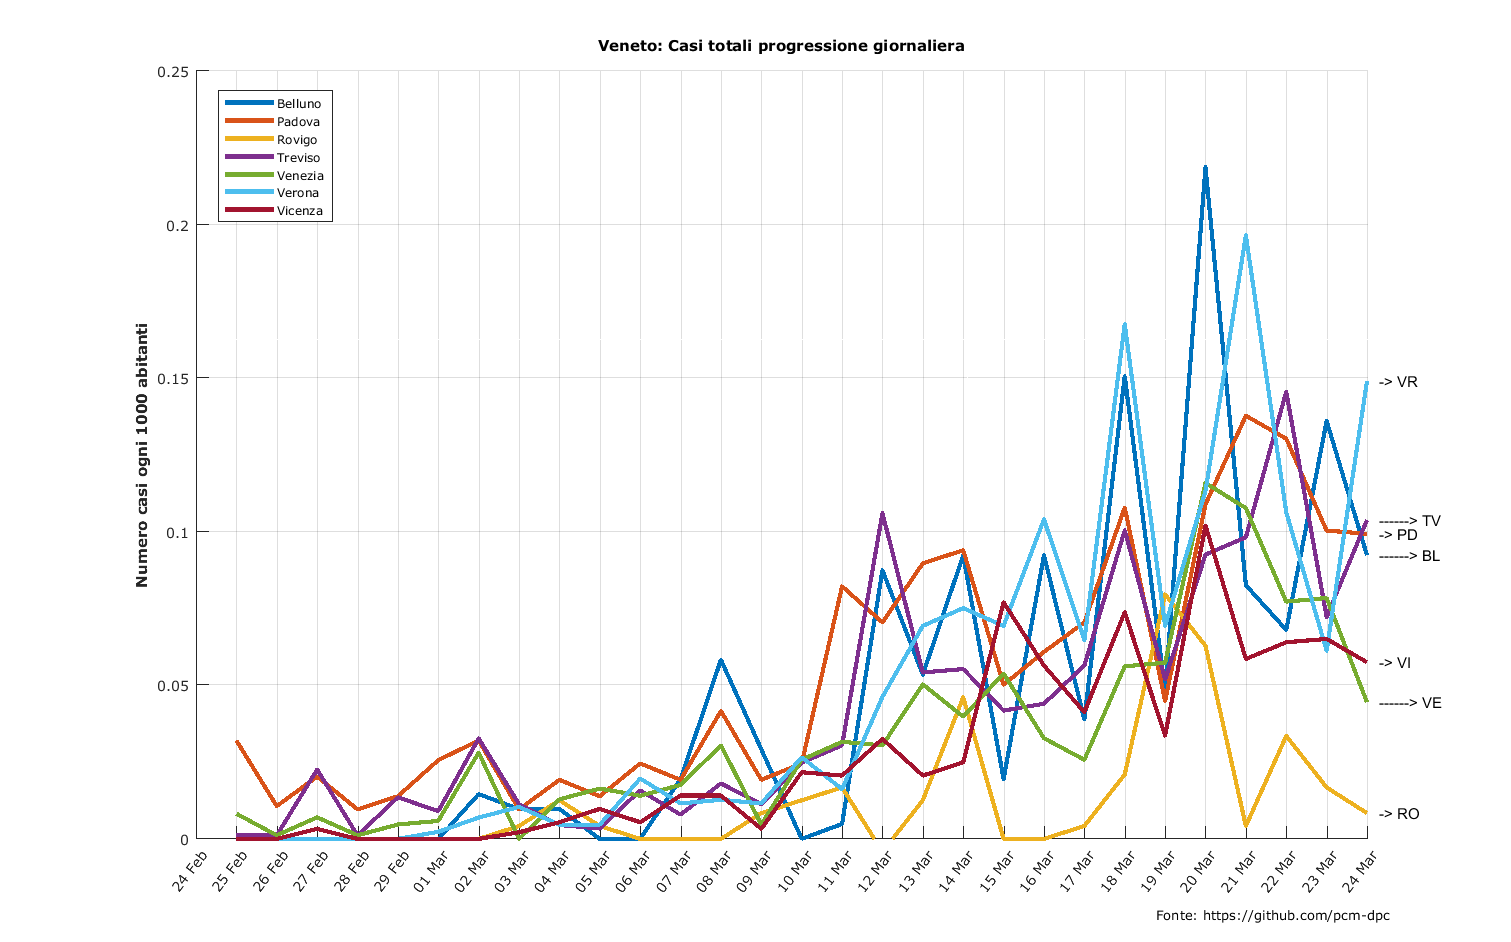 Veneto: Casi totali progressione giornaliera
0.25
0.2
0.15
0.1
0.05
0
Numero casi ogni 1000 abitanti
Belluno
Padova
Rovigo
Treviso
Venezia
Verona
Vicenza
-> VR
------> TV
-> PD
------> BL
-> VI
------> VE
-> RO
24 Feb
25 Feb
26 Feb
27 Feb
28 Feb
29 Feb
01 Mar
02 Mar
03 Mar
04 Mar
05 Mar
06 Mar
07 Mar
08 Mar
09 Mar
10 Mar
11 Mar
12 Mar
13 Mar
14 Mar
15 Mar
16 Mar
17 Mar
18 Mar
19 Mar
20 Mar
21 Mar
22 Mar
23 Mar
24 Mar
Fonte: https://github.com/pcm-dpc